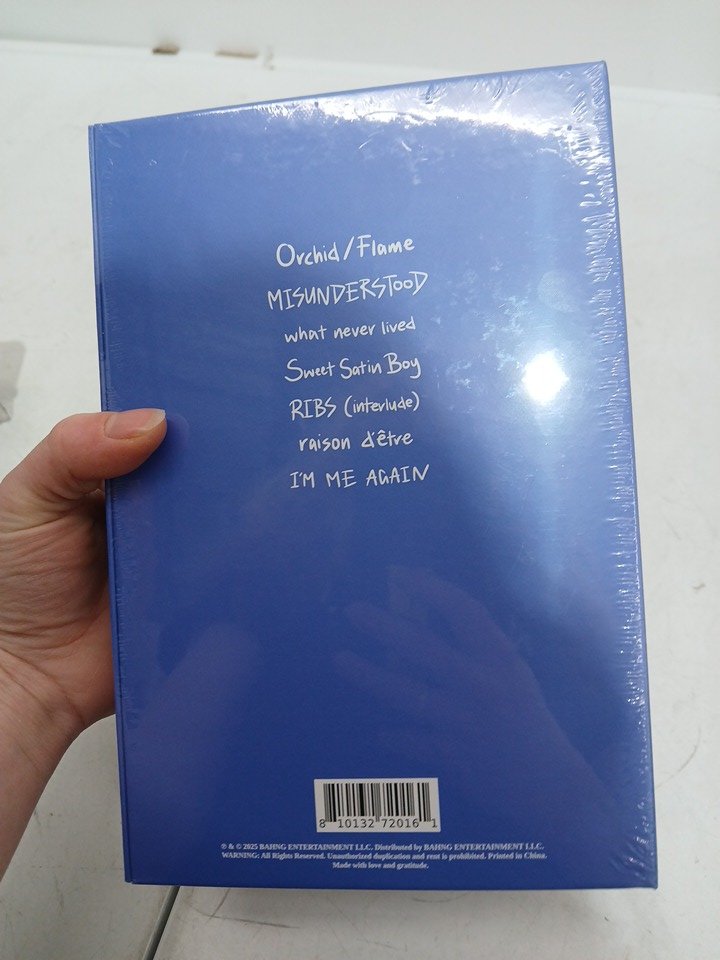 Orchid/Flame
MISUNDERSTOOD
what never lived
Sweet Satin Boy
RIBS (interlude)
raison d'être
I'M ME AGAIN
8 10132 72016 1
℗ & © 2025 BAHNG ENTERTAINMENT LLC. Distributed by BAHNG ENTERTAINMENT LLC.
WARNING: All Rights Reserved. Unauthorized duplication and rent is prohibited. Printed in China.
Made with love and gratitude.